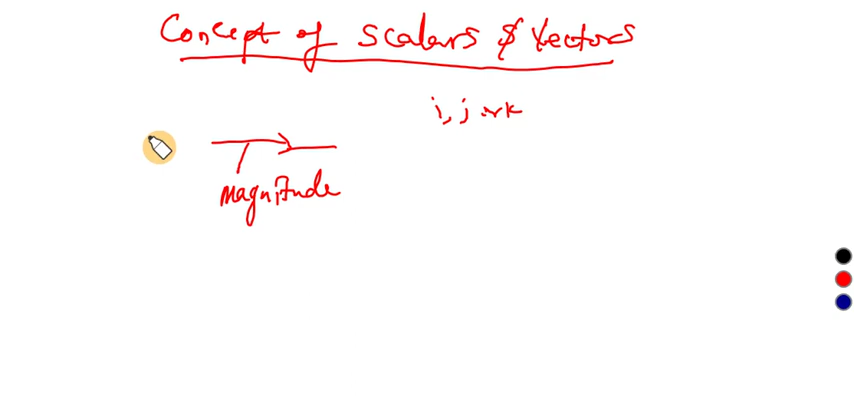 Concept of Scalars & Vectors
i, j &k
Magnitude